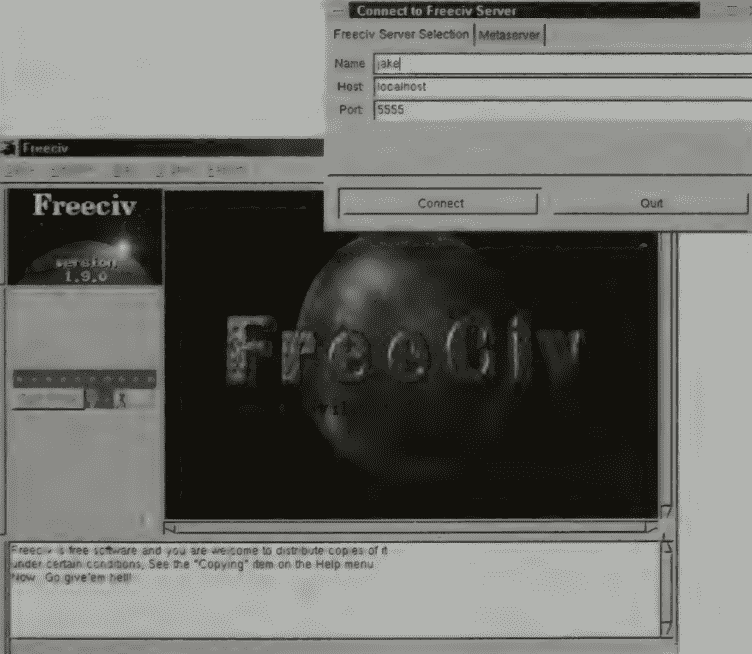 Connect to Freeciv Server
Freeciv Server Selection
Metaserver
Name jake
Host localhost
Port 5555
Connect
Quit
Freeciv
Freeciv
version
1.9.0
FreeCiv
Freeciv is free software and you are welcome to distribute copies of it
under certain conditions, See the "Copying" item on the Help menu
Now. Go give'em hell!